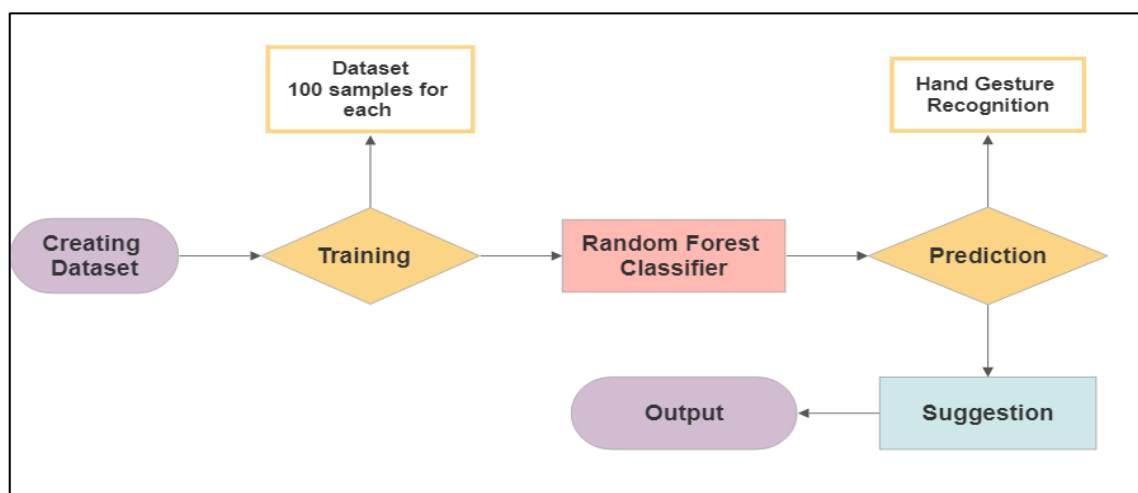 Dataset
100 samples for
each
Hand Gesture
Recognition
Creating
Dataset
Training
Random Forest
Classifier
Prediction
Output
Suggestion